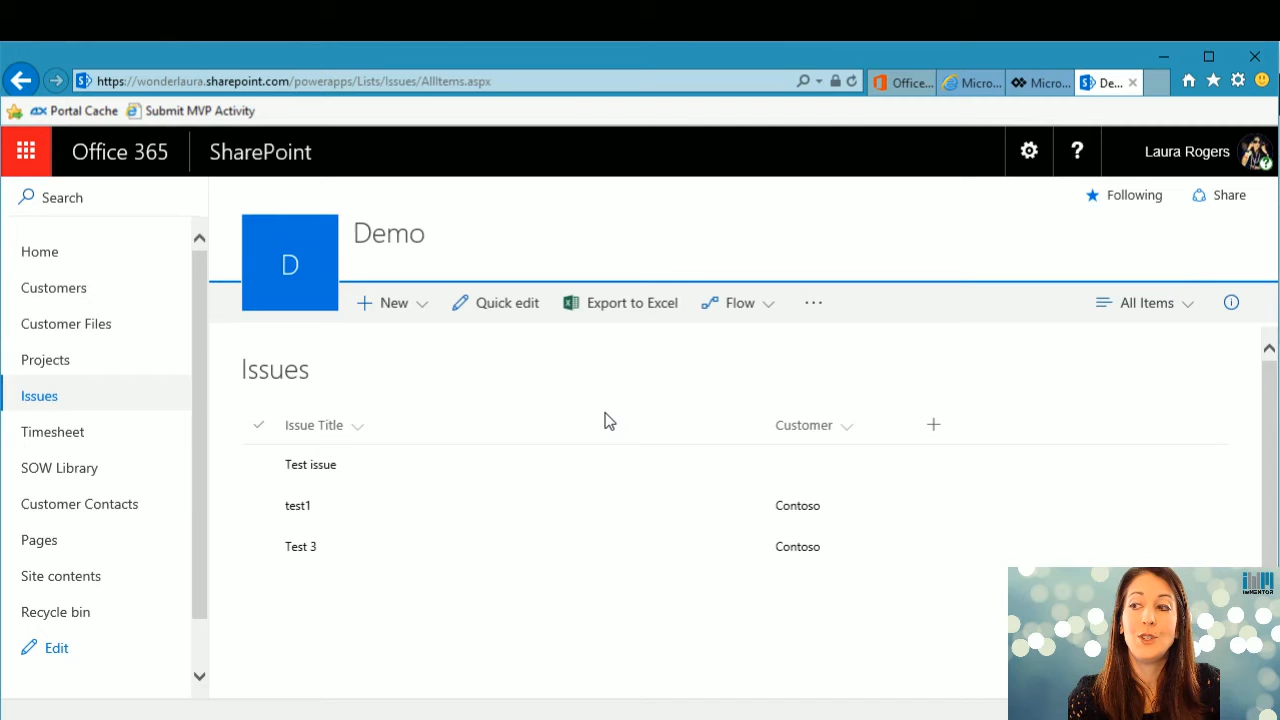 https://wonderlaura.sharepoint.com/powerapps/Lists/Issues/AllItems.aspx
Office...
Micro...
Micro...
De...
Portal Cache
Submit MVP Activity
Office 365
SharePoint
?
Laura Rogers
Search
Following
Share
D
Demo
Home
Customers
Customer Files
Projects
Issues
Timesheet
SOW Library
Customer Contacts
Pages
Site contents
Recycle bin
Edit
New
Quick edit
Export to Excel
Flow
...
All Items
Issues
Issue Title
Customer
Test issue
test1
Contoso
Test 3
Contoso